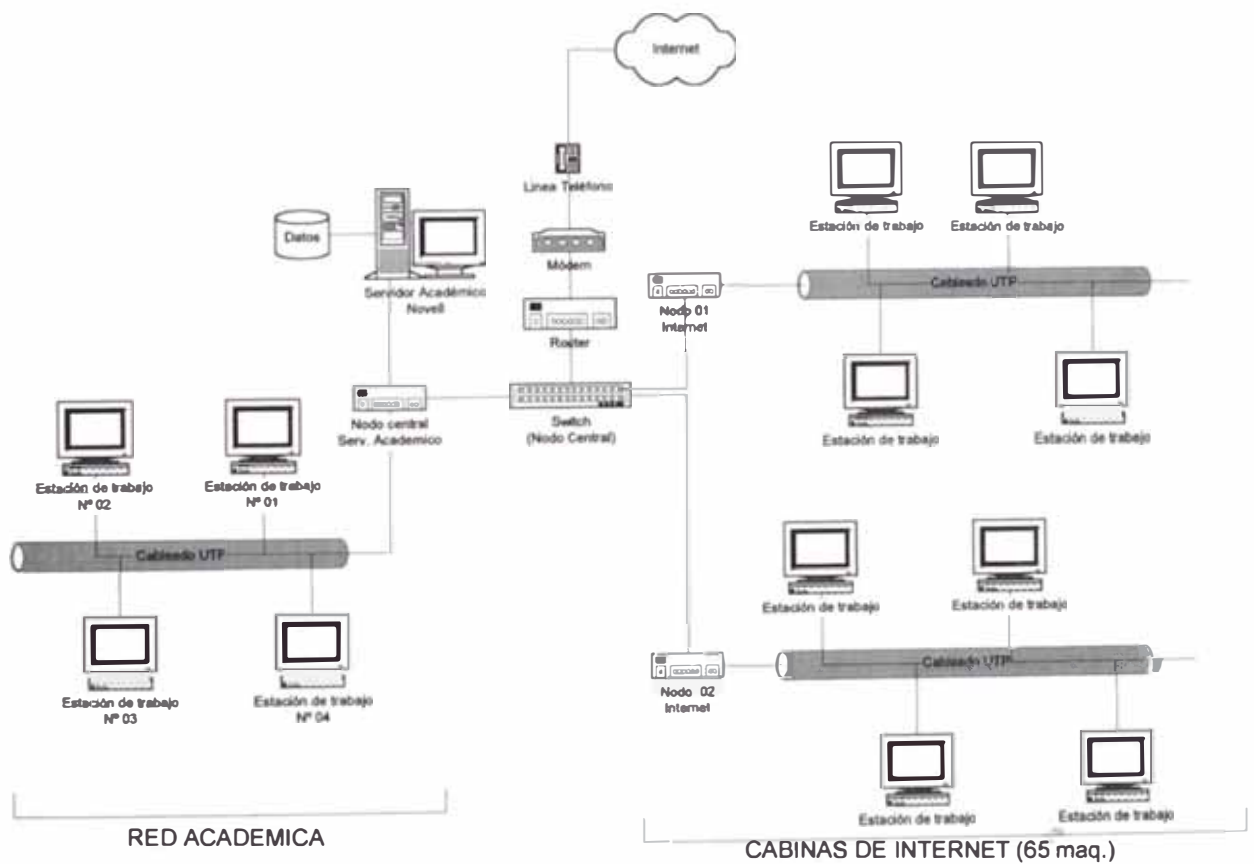 Internet
Linea Teléfono
Módem
Router
Switch
(Nodo Central)
Datos
Servidor Académico
Novell
Nodo central
Serv. Academico
Estación de trabajo
Nº 02
Estación de trabajo
Nº 01
Cableado UTP
Estación de trabajo
Nº 03
Estación de trabajo
Nº 04
RED ACADEMICA
Nodo 01
Internet
Estación de trabajo
Estación de trabajo
Cableado UTP
Estación de trabajo
Estación de trabajo
Nodo 02
Internet
Estación de trabajo
Estación de trabajo
Cableado UTP
Estación de trabajo
Estación de trabajo
CABINAS DE INTERNET (65 maq.)